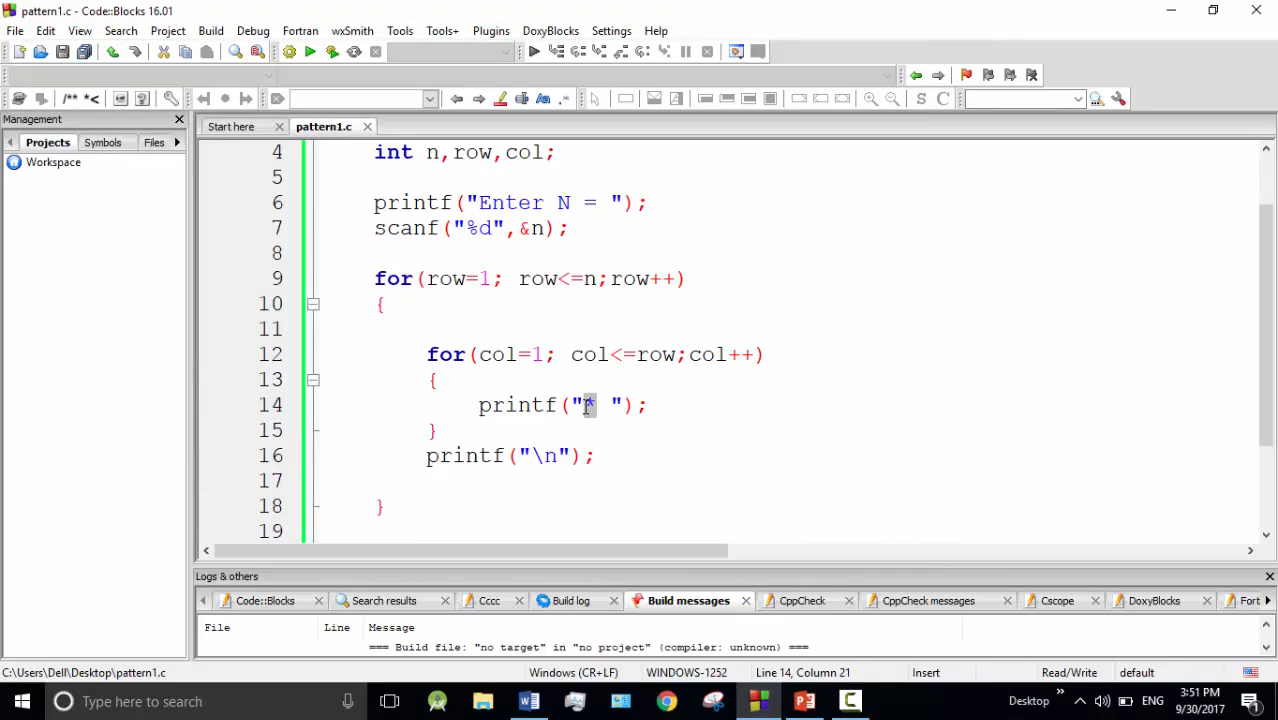 pattern1.c - Code::Blocks 16.01
File Edit View Search Project Build Debug Fortran wxSmith Tools Tools+ Plugins DoxyBlocks Settings Help
/** *<
S C
Management
Projects Symbols Files
Workspace
Start here pattern1.c
4 int n,row,col;
5
6 printf("Enter N = ");
7 scanf("%d",&n);
8
9 for(row=1; row<=n;row++)
10 {
11
12 for(col=1; col<=row;col++)
13 {
14 printf("* ");
15 }
16 printf("\n");
17
18 }
19
Logs & others
Code::Blocks Search results Cccc Build log Build messages CppCheck CppCheck messages Cscope DoxyBlocks Fort
File Line Message
=== Build file: "no target" in "no project" (compiler: unknown) ===
C:\Users\Dell\Desktop\pattern1.c Windows (CR+LF) WINDOWS-1252 Line 14, Column 21 Insert Read/Write default
Type here to search
Desktop ENG
3:51 PM
9/30/2017